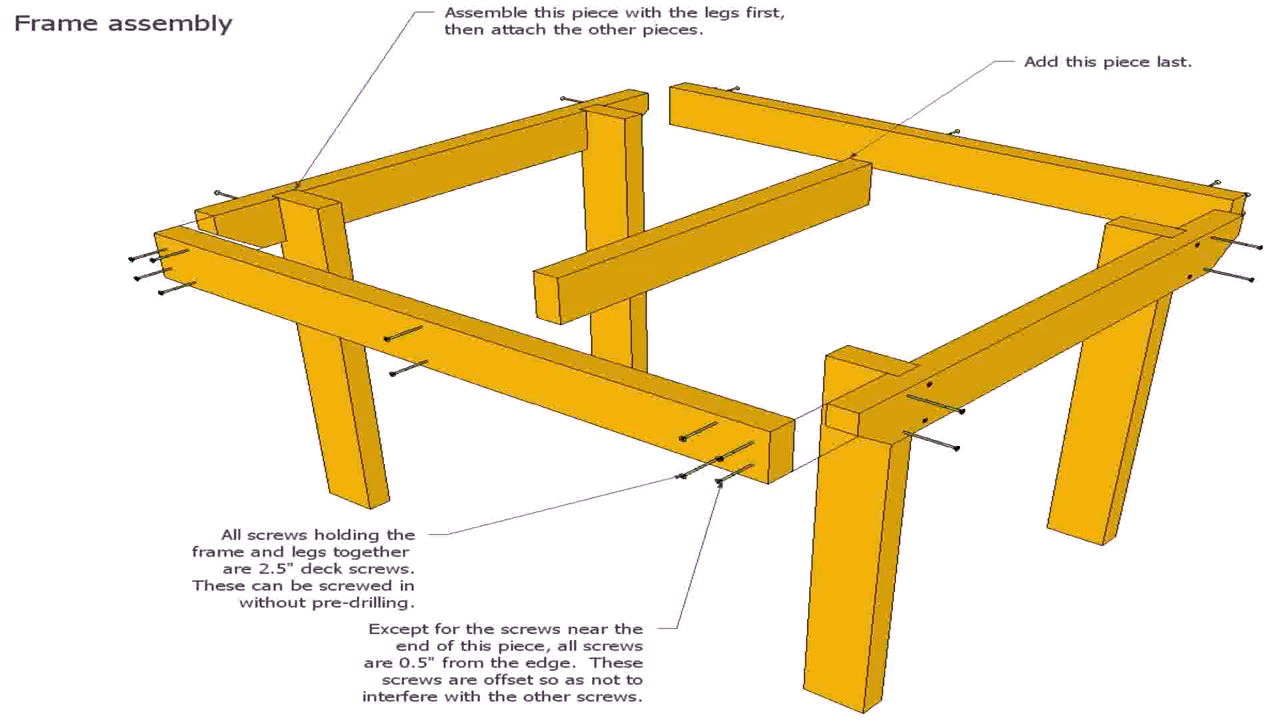 Frame assembly
Assemble this piece with the legs first,
then attach the other pieces.
Add this piece last.
All screws holding the
frame and legs together
are 2.5" deck screws.
These can be screwed in
without pre-drilling.
Except for the screws near the
end of this piece, all screws
are 0.5" from the edge.  These
screws are offset so as not to
interfere with the other screws.